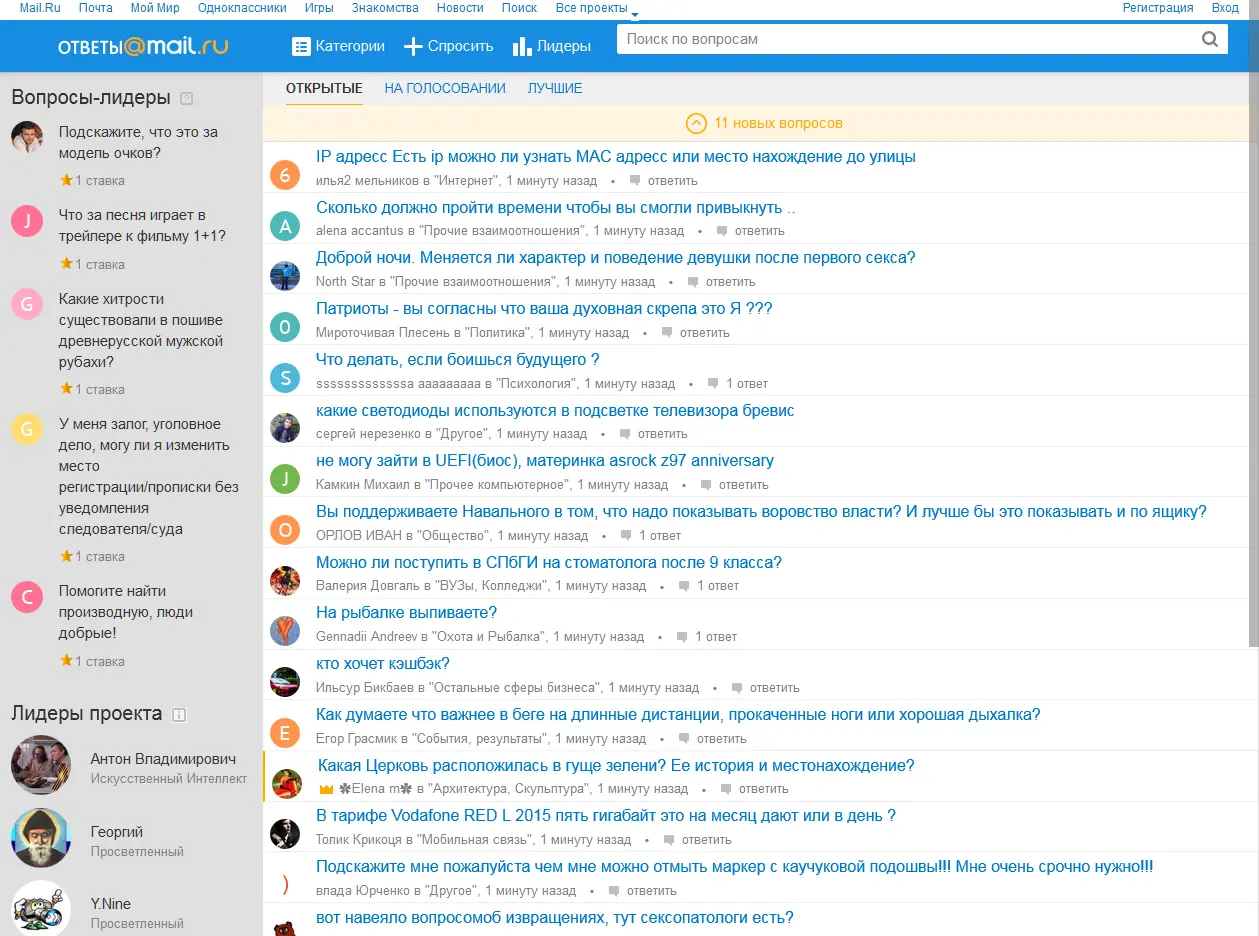 Mail.Ru Почта Мой Мир Одноклассники Игры Знакомства Новости Поиск Все проекты Регистрация Вход
ответы@mail.ru Категории Спросить Лидеры Поиск по вопросам
Вопросы-лидеры ?
Подскажите, что это за
модель очков?
1 ставка
J
Что за песня играет в
трейлере к фильму 1+1?
1 ставка
G
Какие хитрости
существовали в пошиве
древнерусской мужской
рубахи?
1 ставка
G
У меня залог, уголовное
дело, могу ли я изменить
место
регистрации/прописки без
уведомления
следователя/суда
1 ставка
C
Помогите найти
производную, люди
добрые!
1 ставка
Лидеры проекта i
Антон Владимирович
Искусственный Интеллект
Георгий
Просветленный
Y.Nine
Просветленный
ОТКРЫТЫЕ НА ГОЛОСОВАНИИ ЛУЧШИЕ
11 новых вопросов
6
IP адресс Есть ip можно ли узнать MAC адресс или место нахождение до улицы
илья2 мельников в "Интернет", 1 минуту назад • ответить
A
Сколько должно пройти времени чтобы вы смогли привыкнуть ..
alena accantus в "Прочие взаимоотношения", 1 минуту назад • ответить
Доброй ночи. Меняется ли характер и поведение девушки после первого секса?
North Star в "Прочие взаимоотношения", 1 минуту назад • ответить
0
Патриоты - вы согласны что ваша духовная скрепа это Я ???
Мироточивая Плесень в "Политика", 1 минуту назад • ответить
S
Что делать, если боишься будущего ?
ssssssssssssssa aaaaaaaaa в "Психология", 1 минуту назад • 1 ответ
какие светодиоды используются в подсветке телевизора бревис
сергей нерезенко в "Другое", 1 минуту назад • ответить
J
не могу зайти в UEFI(биос), материнка asrock z97 anniversary
Камкин Михаил в "Прочее компьютерное", 1 минуту назад • ответить
O
Вы поддерживаете Навального в том, что надо показывать воровство власти? И лучше бы это показывать и по ящику?
ОРЛОВ ИВАН в "Общество", 1 минуту назад • 1 ответ
Можно ли поступить в СПбГИ на стоматолога после 9 класса?
Валерия Довгаль в "ВУЗы, Колледжи", 1 минуту назад • 1 ответ
На рыбалке выпиваете?
Gennadii Andreev в "Охота и Рыбалка", 1 минуту назад • 1 ответ
кто хочет кэшбэк?
Ильсур Бикбаев в "Остальные сферы бизнеса", 1 минуту назад • ответить
E
Как думаете что важнее в беге на длинные дистанции, прокаченные ноги или хорошая дыхалка?
Егор Грасмик в "События, результаты", 1 минуту назад • ответить
Какая Церковь расположилась в гуще зелени? Ее история и местонахождение?
✽Elena m✽ в "Архитектура, Скульптура", 1 минуту назад • ответить
В тарифе Vodafone RED L 2015 пять гигабайт это на месяц дают или в день ?
Толик Крикоця в "Мобильная связь", 1 минуту назад • ответить
)
Подскажите мне пожалуйста чем мне можно отмыть маркер с каучуковой подошвы!!! Мне очень срочно нужно!!!
влада Юрченко в "Другое", 1 минуту назад • ответить
вот навеяло вопросомоб извращениях, тут сексопатологи есть?